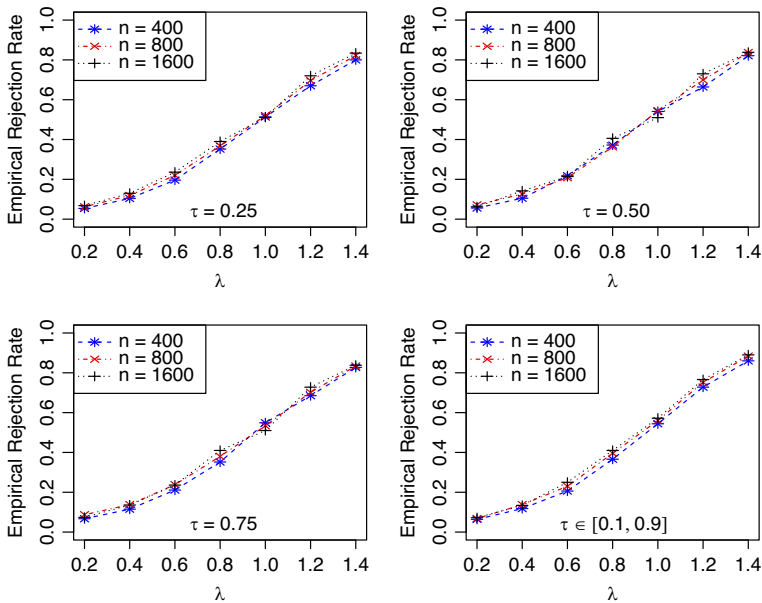 Empirical Rejection Rate
1.0
0.8
0.6
0.4
0.2
0.0
n = 400
n = 800
n = 1600
τ = 0.25
0.2 0.4 0.6 0.8 1.0 1.2 1.4
λ
Empirical Rejection Rate
1.0
0.8
0.6
0.4
0.2
0.0
n = 400
n = 800
n = 1600
τ = 0.50
0.2 0.4 0.6 0.8 1.0 1.2 1.4
λ
Empirical Rejection Rate
1.0
0.8
0.6
0.4
0.2
0.0
n = 400
n = 800
n = 1600
τ = 0.75
0.2 0.4 0.6 0.8 1.0 1.2 1.4
λ
Empirical Rejection Rate
1.0
0.8
0.6
0.4
0.2
0.0
n = 400
n = 800
n = 1600
τ ∈ [0.1, 0.9]
0.2 0.4 0.6 0.8 1.0 1.2 1.4
λ